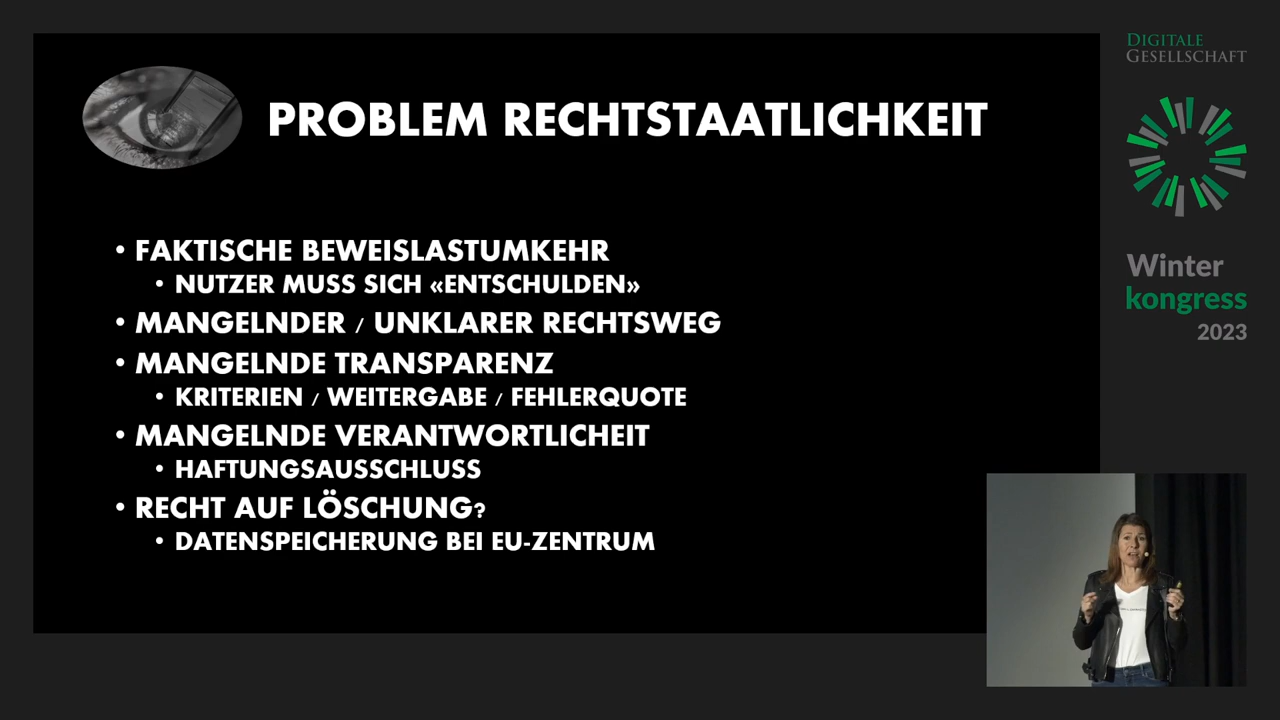 PROBLEM RECHTSTAATLICHKEIT
• FAKTISCHE BEWEISLASTUMKEHR
• NUTZER MUSS SICH «ENTSCHULDEN»
• MANGELNDER / UNKLARER RECHTSWEG
• MANGELNDE TRANSPARENZ
• KRITERIEN / WEITERGABE / FEHLERQUOTE
• MANGELNDE VERANTWORTLICHEIT
• HAFTUNGSAUSSCHLUSS
• RECHT AUF LÖSCHUNG?
• DATENSPEICHERUNG BEI EU-ZENTRUM
DIGITALE
GESELLSCHAFT
Winter
kongress
2023